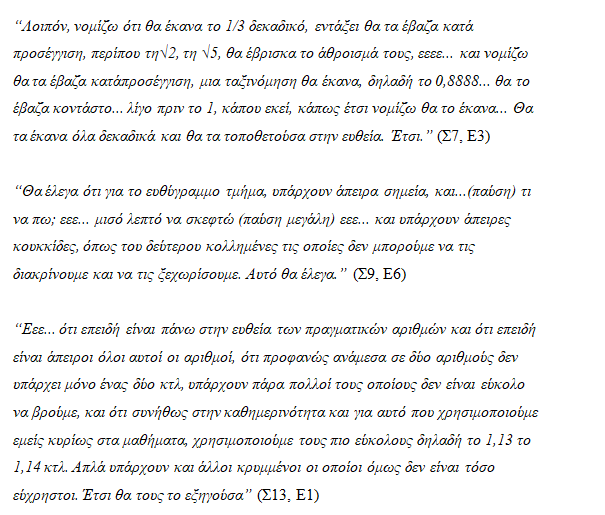 “Λοιπόν, νομίζω ότι θα έκανα το 1/3 δεκαδικό, εντάξει θα τα έβαζα κατά
προσέγγιση, περίπου τη√2, τη √5, θα έβρισκα το άθροισμά τους, εεεε... και νομίζω
θα τα έβαζα κατάπροσέγγιση, μια ταξινόμηση θα έκανα, δηλαδή το 0,8888... θα το
έβαζα κοντάστο... λίγο πριν το 1, κάπου εκεί, κάπως έτσι νομίζω θα το έκανα... Θα
τα έκανα όλα δεκαδικά και θα τα τοποθετούσα στην ευθεία. Έτσι.” (Σ7, Ε3)
“Θα έλεγα ότι για το ευθύγραμμο τμήμα, υπάρχουν άπειρα σημεία, και...(παύση) τι
να πω; εεε... μισό λεπτό να σκεφτώ (παύση μεγάλη) εεε... και υπάρχουν άπειρες
κουκκίδες, όπως του δεύτερου κολλημένες τις οποίες δεν μπορούμε να τις
διακρίνουμε και να τις ξεχωρίσουμε. Αυτό θα έλεγα.” (Σ9, Ε6)
“Εεε... ότι επειδή είναι πάνω στην ευθεία των πραγματικών αριθμών και ότι επειδή
είναι άπειροι όλοι αυτοί οι αριθμοί, ότι προφανώς ανάμεσα σε δύο αριθμούς δεν
υπάρχει μόνο ένας δύο κτλ, υπάρχουν πάρα πολλοί τους οποίους δεν είναι εύκολο
να βρούμε, και ότι συνήθως στην καθημερινότητα και για αυτό που χρησιμοποιούμε
εμείς κυρίως στα μαθήματα, χρησιμοποιούμε τους πιο εύκολους δηλαδή το 1,13 το
1,14 κτλ. Απλά υπάρχουν και άλλοι κρυμμένοι οι οποίοι όμως δεν είναι τόσο
εύχρηστοι. Έτσι θα τους το εξηγούσα” (Σ13, Ε1)